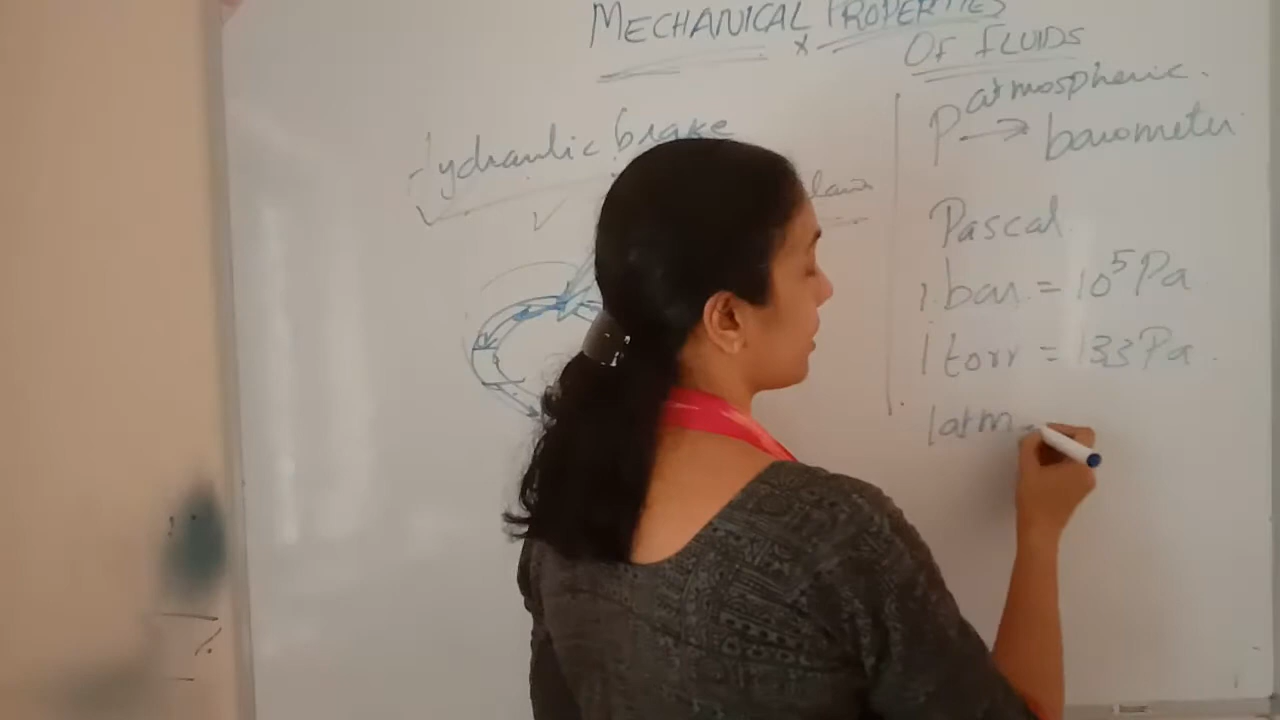 MECHANICAL PROPERTIES
OF FLUIDS
Hydraulic brake
law
P atmospheric.
→ barometer
Pascal
1 bar = 10⁵ Pa
1 torr = 133 Pa.
1 atm =